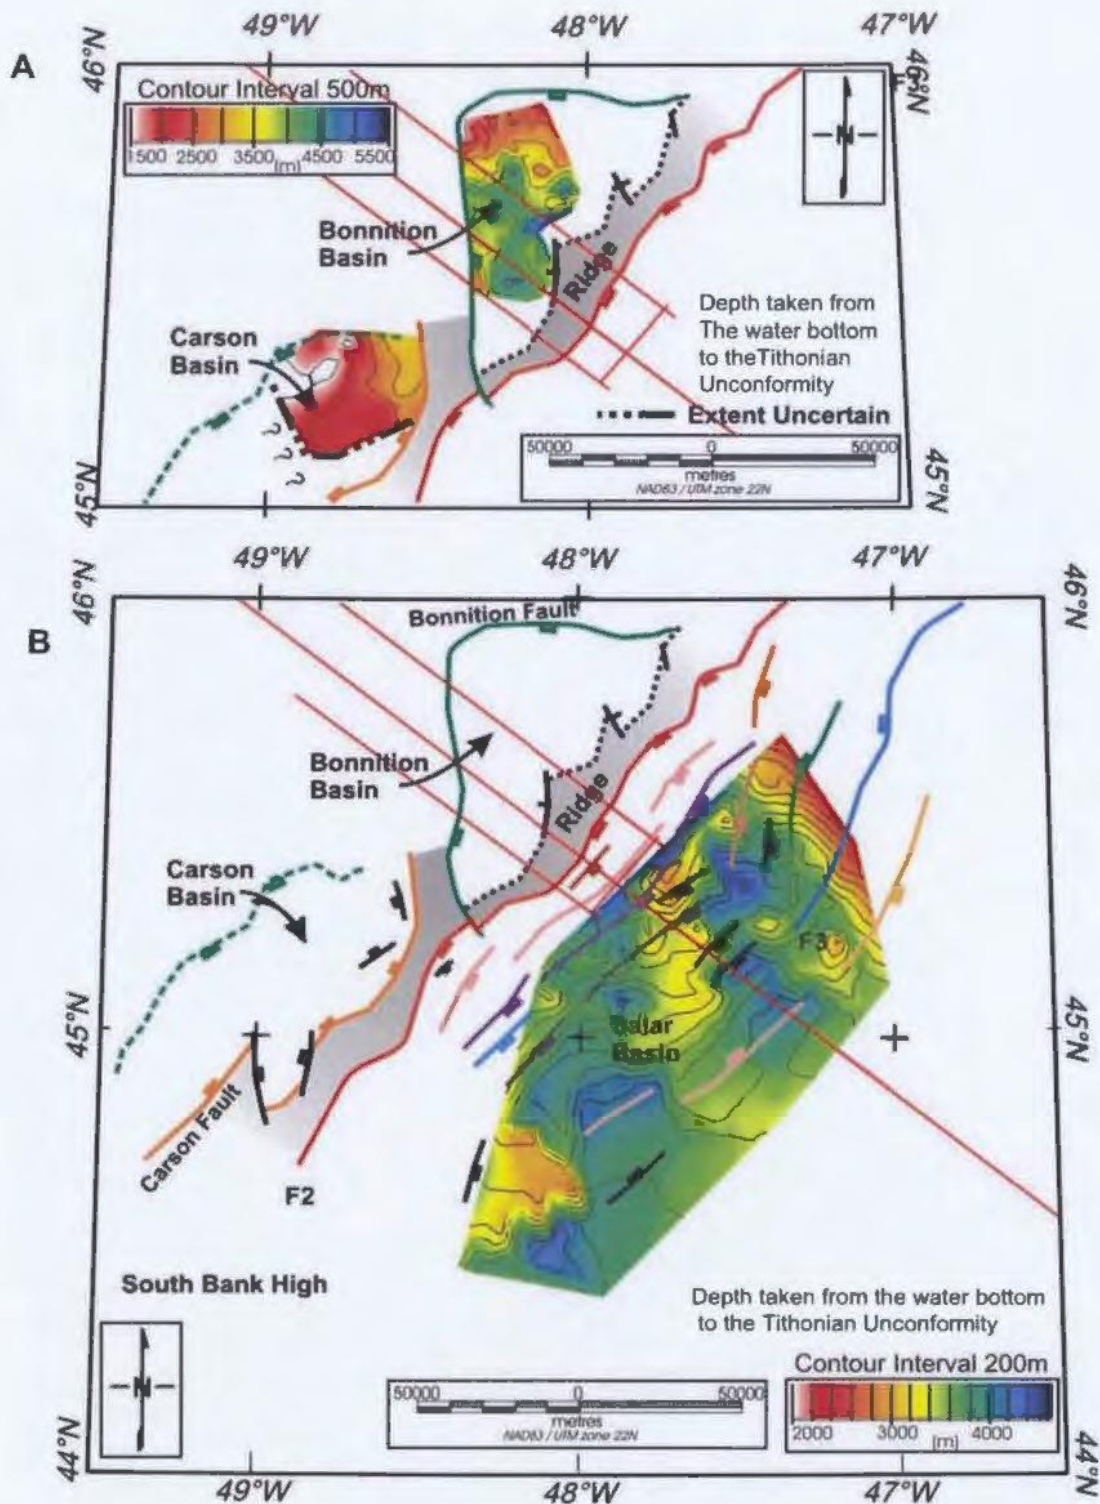 49°W 48°W 47°W
A
46°N
46°N
Contour Interval 500m
1500 2500 3500 (m) 4500 5500
N
Bonnition
Basin
Ridge
Carson
Basin
Depth taken from
The water bottom
to theTithonian
Unconformity
Extent Uncertain
?
?
?
50000 0 50000
metres
NAD83 / UTM zone 22N
45°N
45°N
49°W 48°W 47°W
46°N
46°N
B
Bonnition Fault
Bonnition
Basin
Ridge
Carson
Basin
F3
45°N
45°N
Salar
Basin
Carson Fault
F2
South Bank High
Depth taken from the water bottom
to the Tithonian Unconformity
Contour Interval 200m
2000 3000 (m) 4000
N
50000 0 50000
metres
NAD83 / UTM zone 22N
44°N
44°N
49°W 48°W 47°W